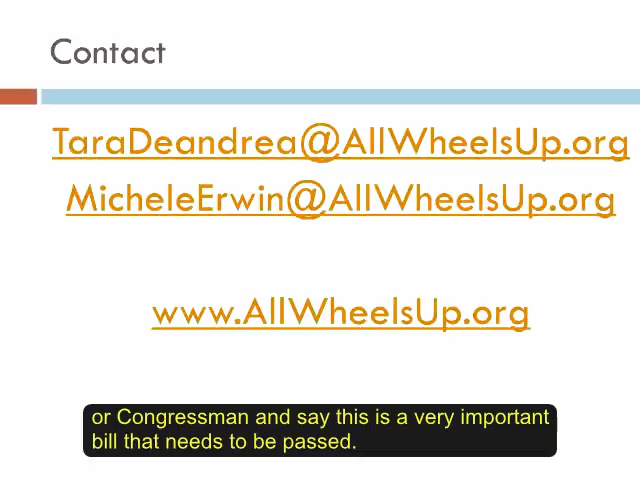 Contact
TaraDeandrea@AllWheelsUp.org
MicheleErwin@AllWheelsUp.org
www.AllWheelsUp.org
or Congressman and say this is a very important
bill that needs to be passed.